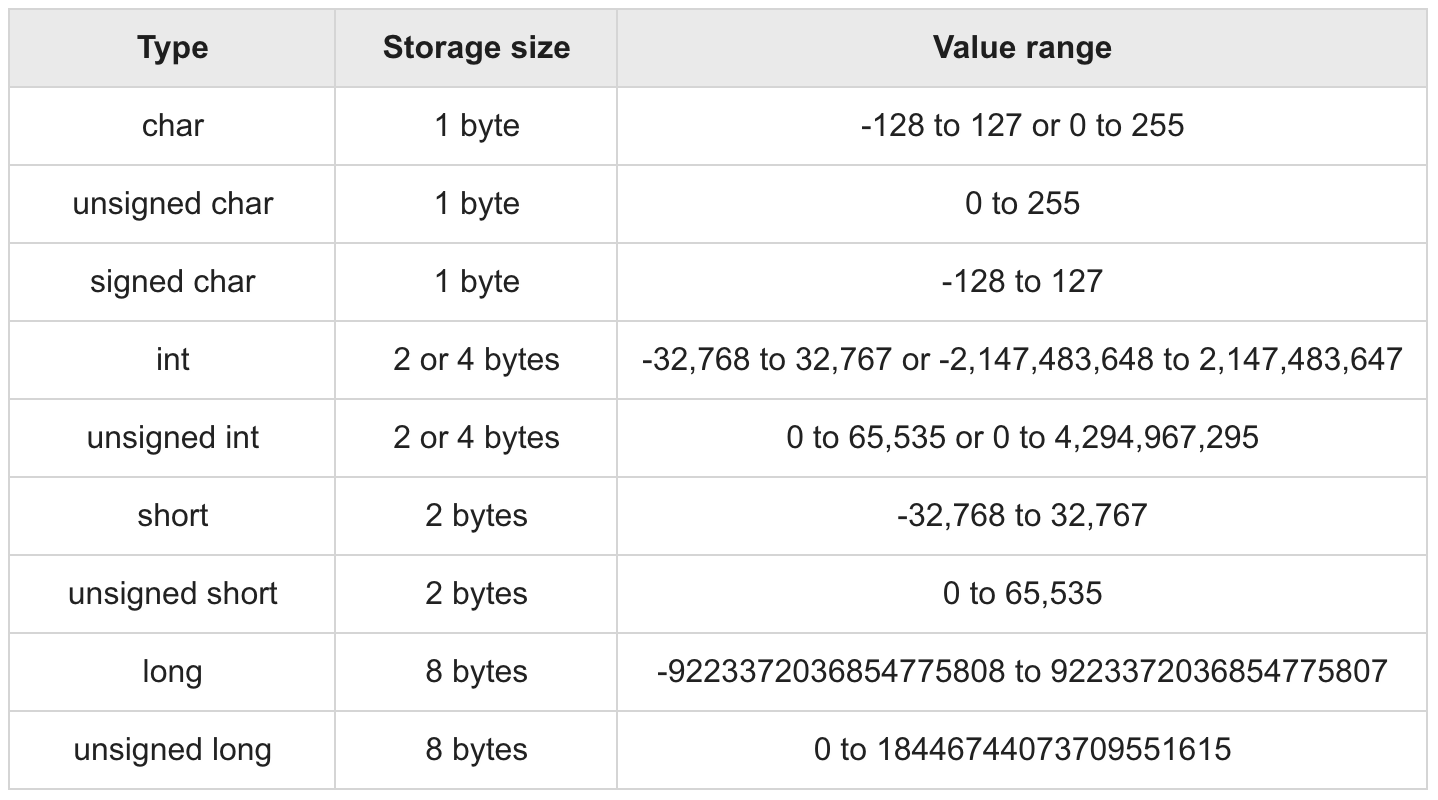 Type Storage size Value range
char 1 byte -128 to 127 or 0 to 255
unsigned char 1 byte 0 to 255
signed char 1 byte -128 to 127
int 2 or 4 bytes -32,768 to 32,767 or -2,147,483,648 to 2,147,483,647
unsigned int 2 or 4 bytes 0 to 65,535 or 0 to 4,294,967,295
short 2 bytes -32,768 to 32,767
unsigned short 2 bytes 0 to 65,535
long 8 bytes -9223372036854775808 to 9223372036854775807
unsigned long 8 bytes 0 to 18446744073709551615